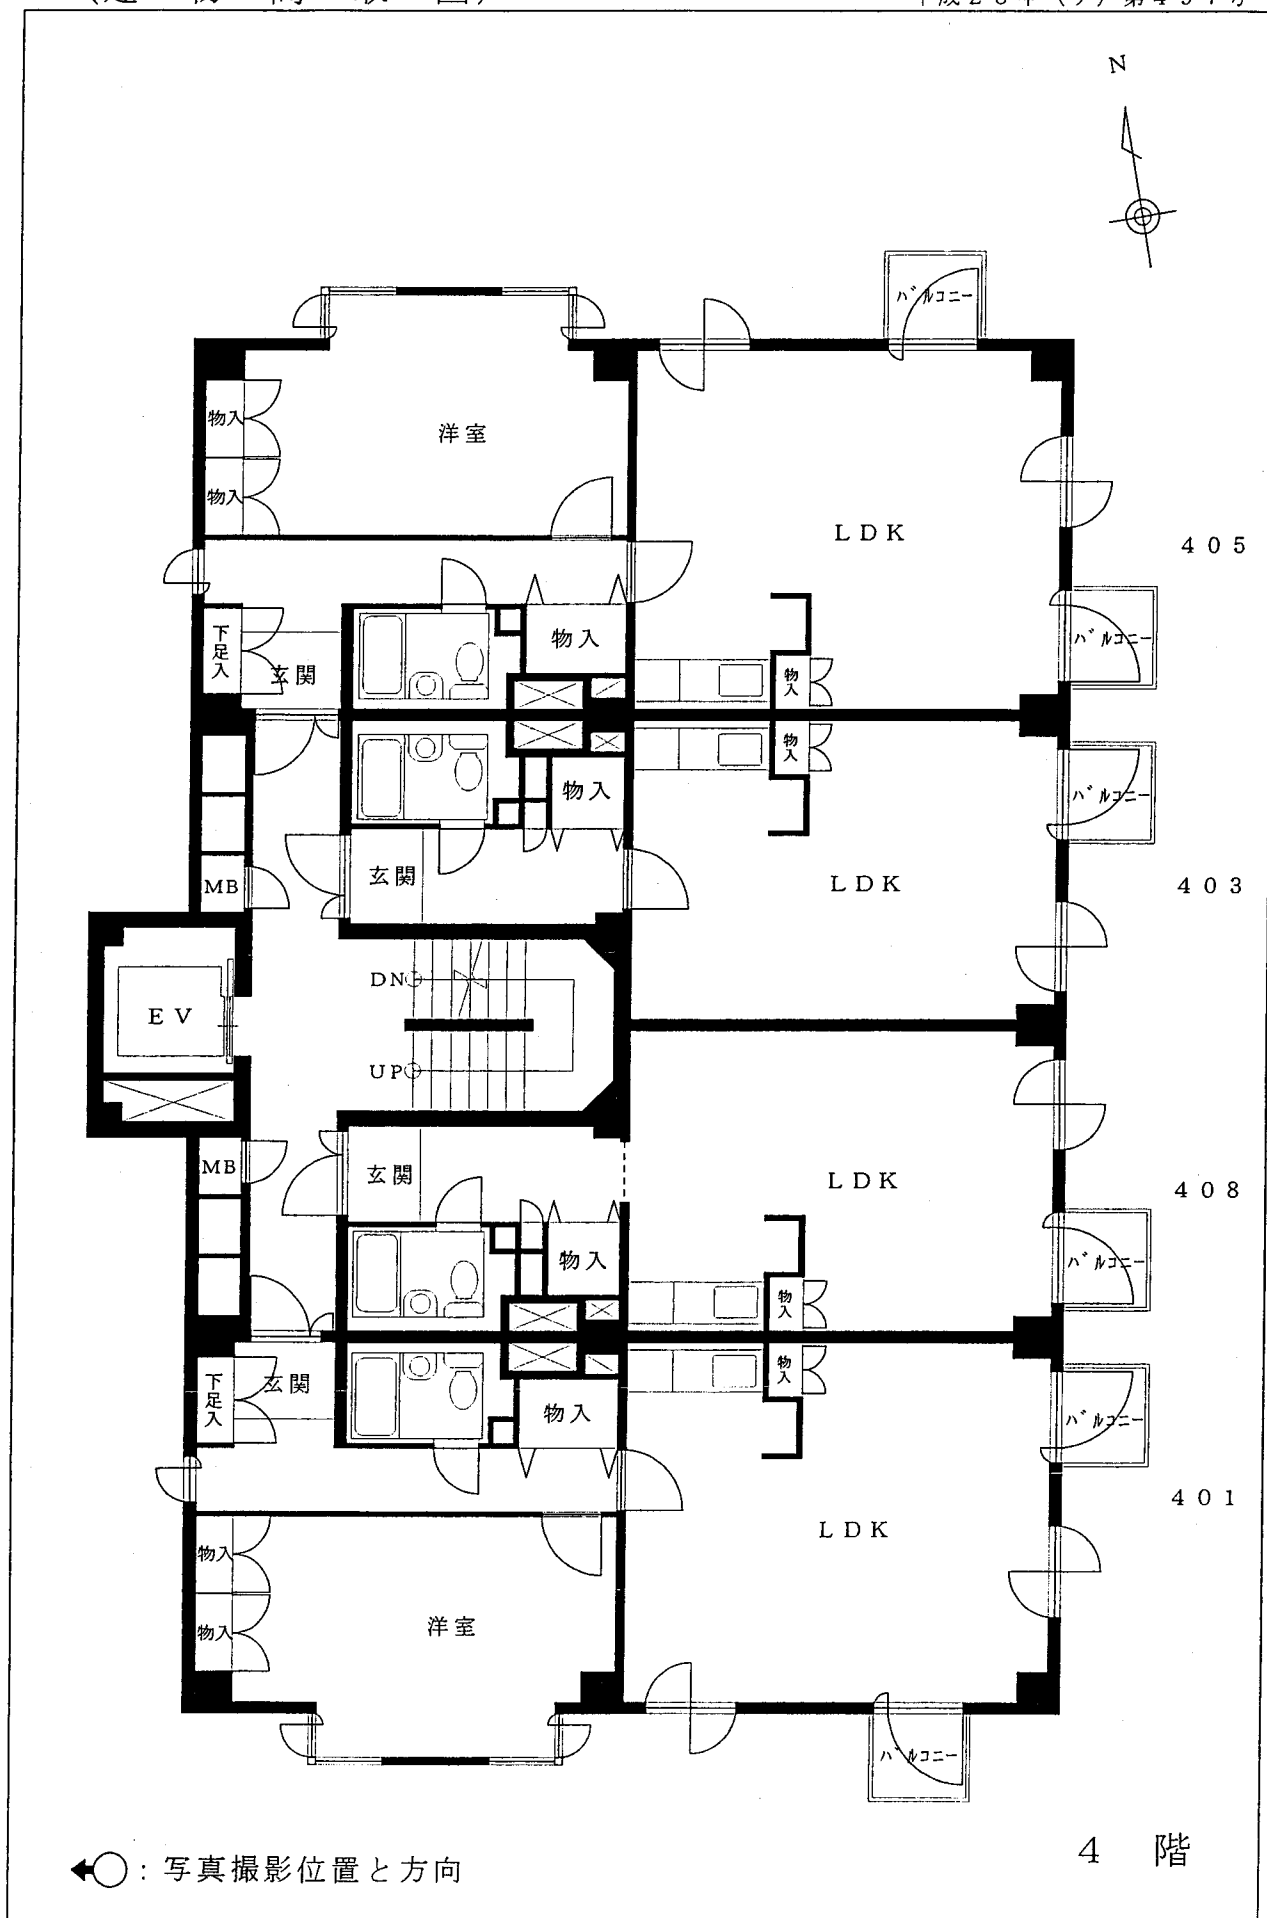 N
バルコニー
物入
洋室
物入
LDK
405
下足入
玄関
物入
物入
バルコニー
物入
物入
バルコニー
MB
玄関
LDK
403
DN
EV
UP
MB
玄関
LDK
408
物入
物入
バルコニー
下足入
玄関
物入
物入
バルコニー
401
LDK
物入
物入
洋室
バルコニー
4階
:写真撮影位置と方向